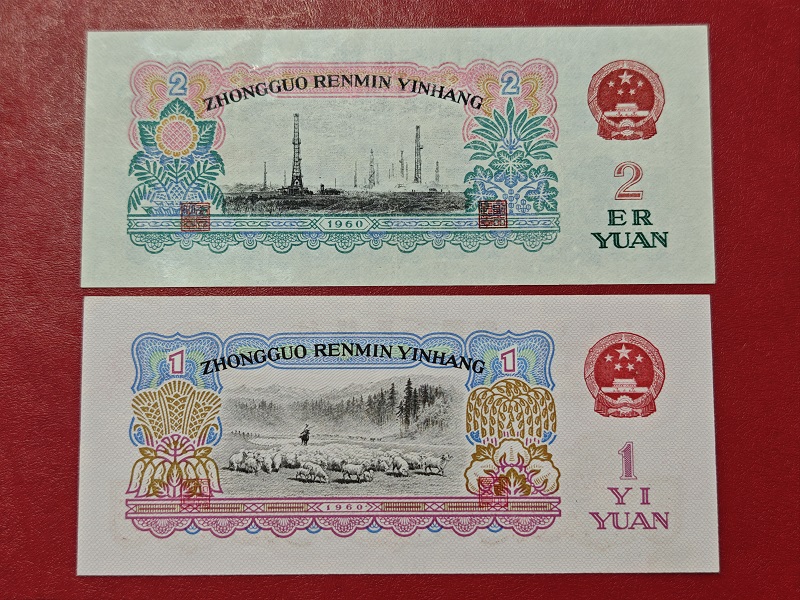 2 2
ZHONGGUO RENMIN YINHANG
1960
2
ER
YUAN
1 1
ZHONGGUO RENMIN YINHANG
1960
1
YI
YUAN